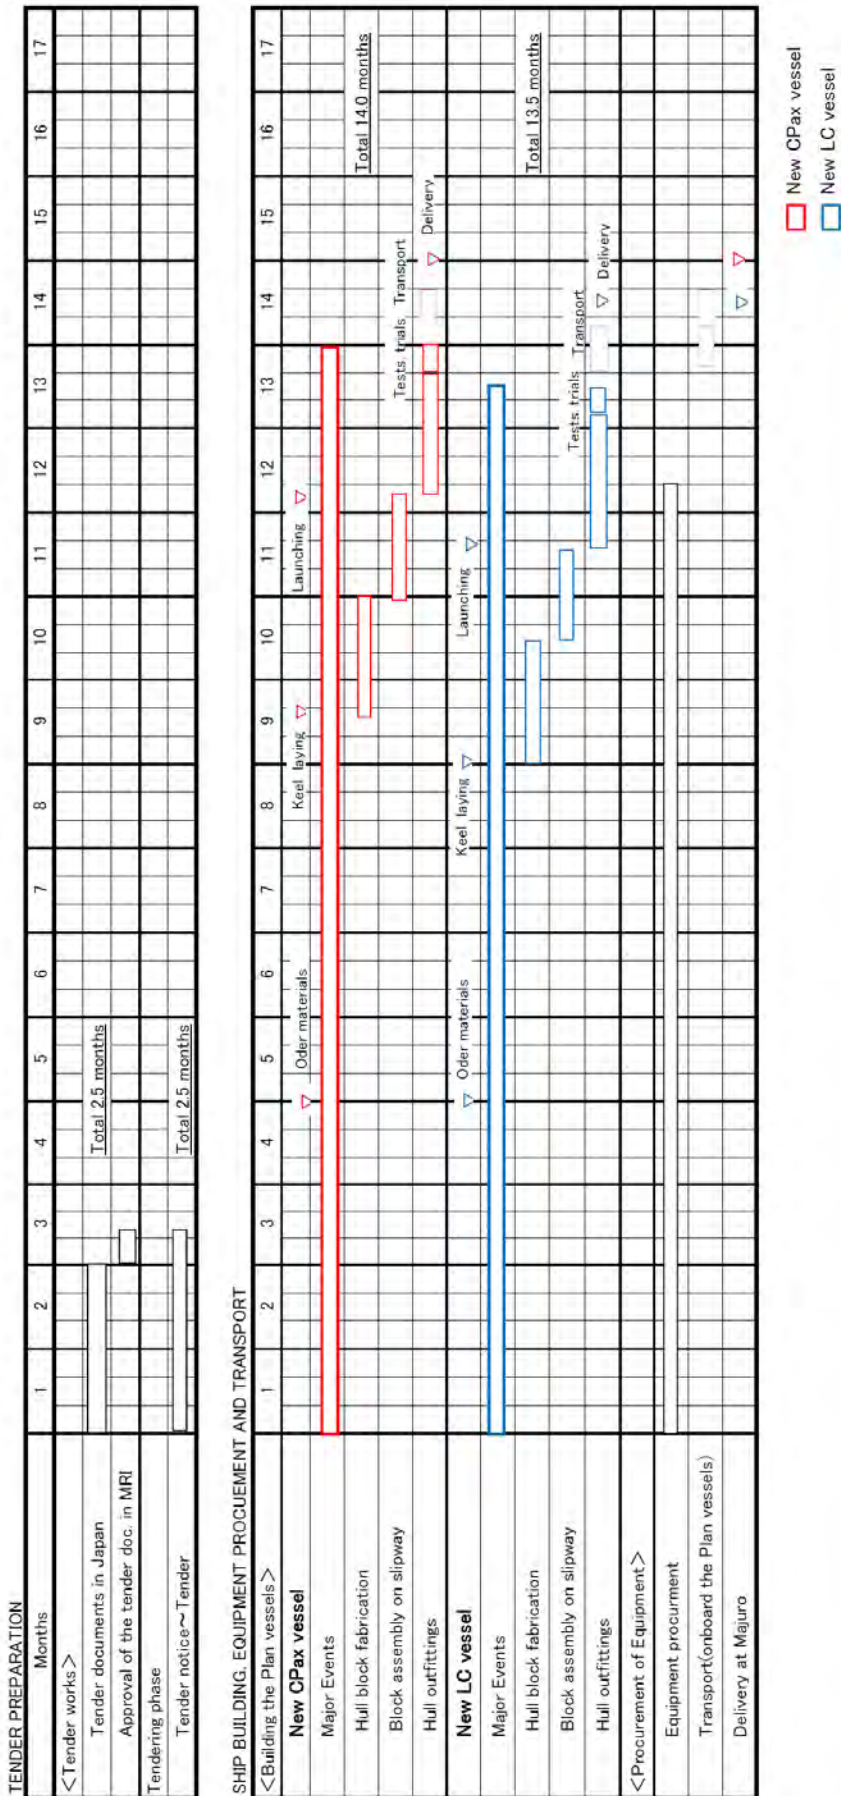 TENDER PREPARATION
Months 1 2 3 4 5 6 7 8 9 10 11 12 13 14 15 16 17
<Tender works>
Tender documents in Japan Total 2.5 months
Approval of the tender doc. in MRI
Tendering phase
Tender notice~Tender Total 2.5 months
SHIP BUILDING, EQUIPMENT PROCUEMENT AND TRANSPORT
<Building the Plan vessels> 1 2 3 4 5 6 7 8 9 10 11 12 13 14 15 16 17
New CPax vessel Oder materials Keel laying Launching
Major Events
Hull block fabrication Total 14.0 months
Block assembly on slipway Tests. trials Transport
Hull outfittings Delivery
New LC vessel Oder materials Keel laying Launching
Major Events
Hull block fabrication Total 13.5 months
Block assembly on slipway Tests. trials Transport
Hull outfittings Delivery
<Procurement of Equipment>
Equipment procurment
Transport(onboard the Plan vessels)
Delivery at Majuro
New CPax vessel
New LC vessel